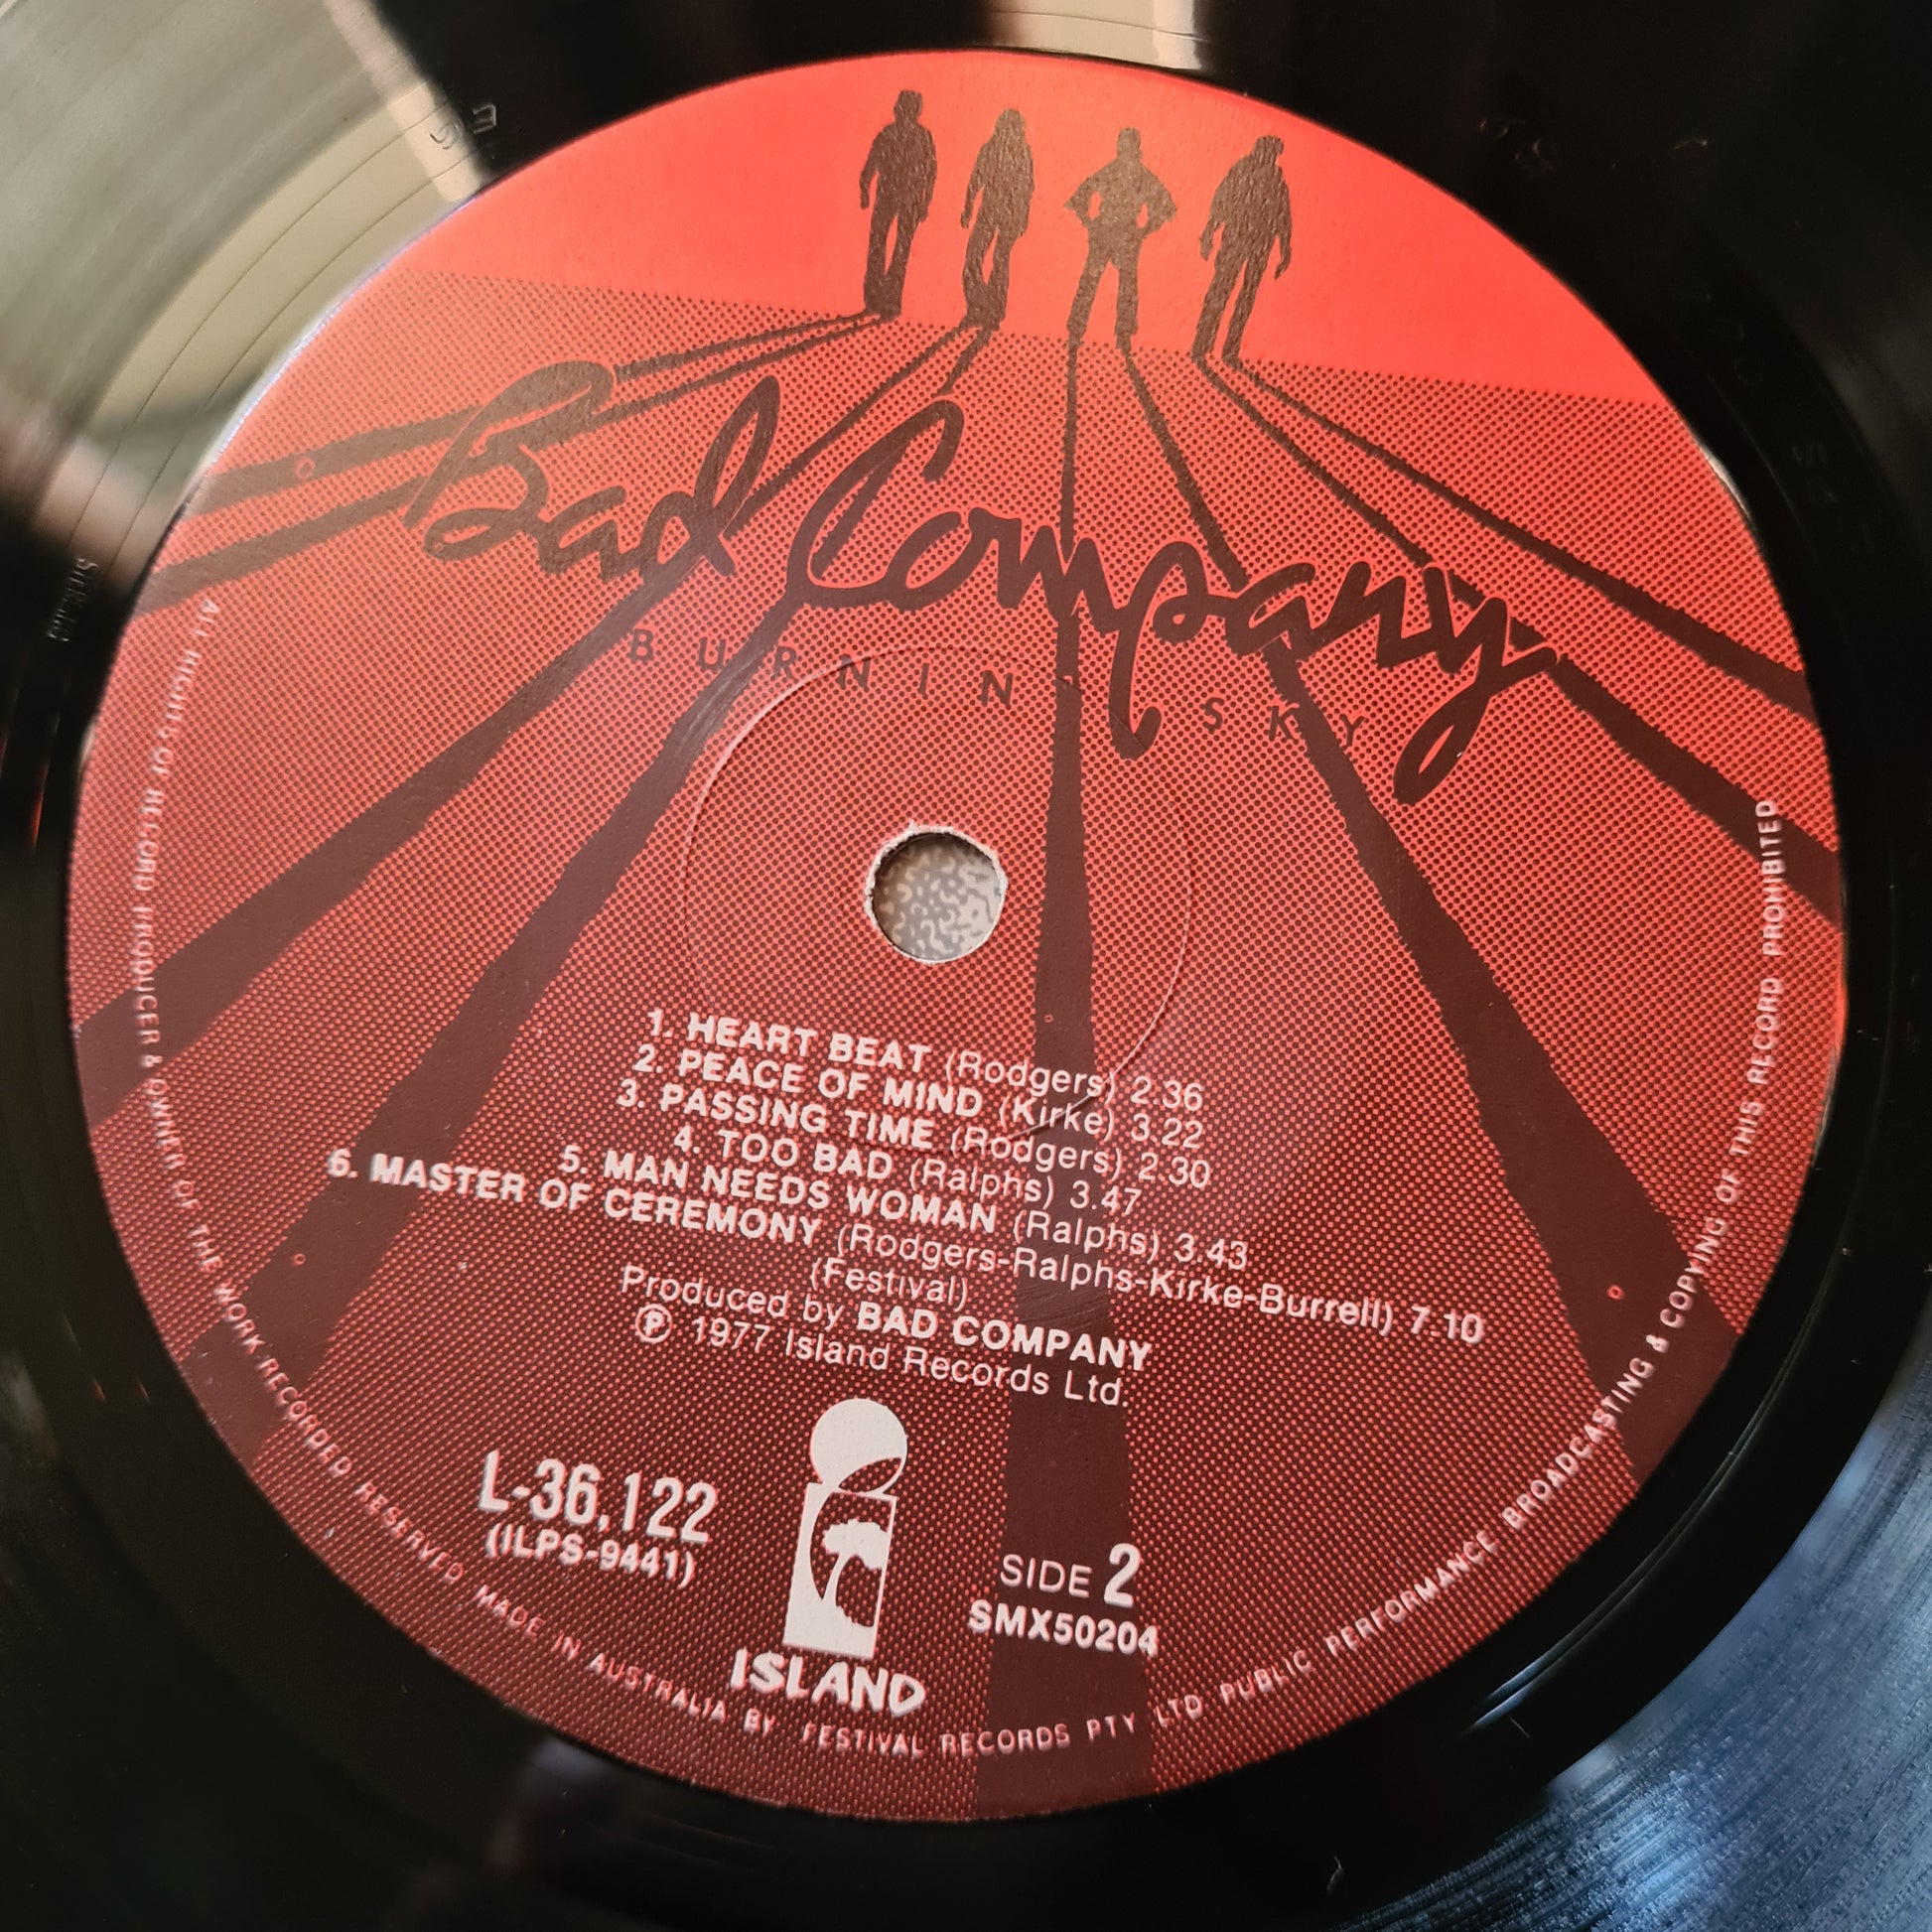 Bad Company
BURNIN' SKY
1. HEART BEAT (Rodgers) 2.36
2. PEACE OF MIND (Kirke) 3.22
3. PASSING TIME (Rodgers) 2.30
4. TOO BAD (Ralphs) 3.47
5. MAN NEEDS WOMAN (Ralphs) 3.43
6. MASTER OF CEREMONY (Rodgers-Ralphs-Kirke-Burrell) 7.10
(Festival)
Produced by BAD COMPANY
Ⓟ 1977 Island Records Ltd.
L-36,122
(ILPS-9441)
ISLAND
SIDE 2
SMX50204
ALL RIGHTS OF RECORD PRODUCER & OWNER OF THE WORK RECORDED RESERVED MADE IN AUSTRALIA BY FESTIVAL RECORDS PTY LTD PUBLIC PERFORMANCE BROADCASTING & COPYING OF THIS RECORD PROHIBITED